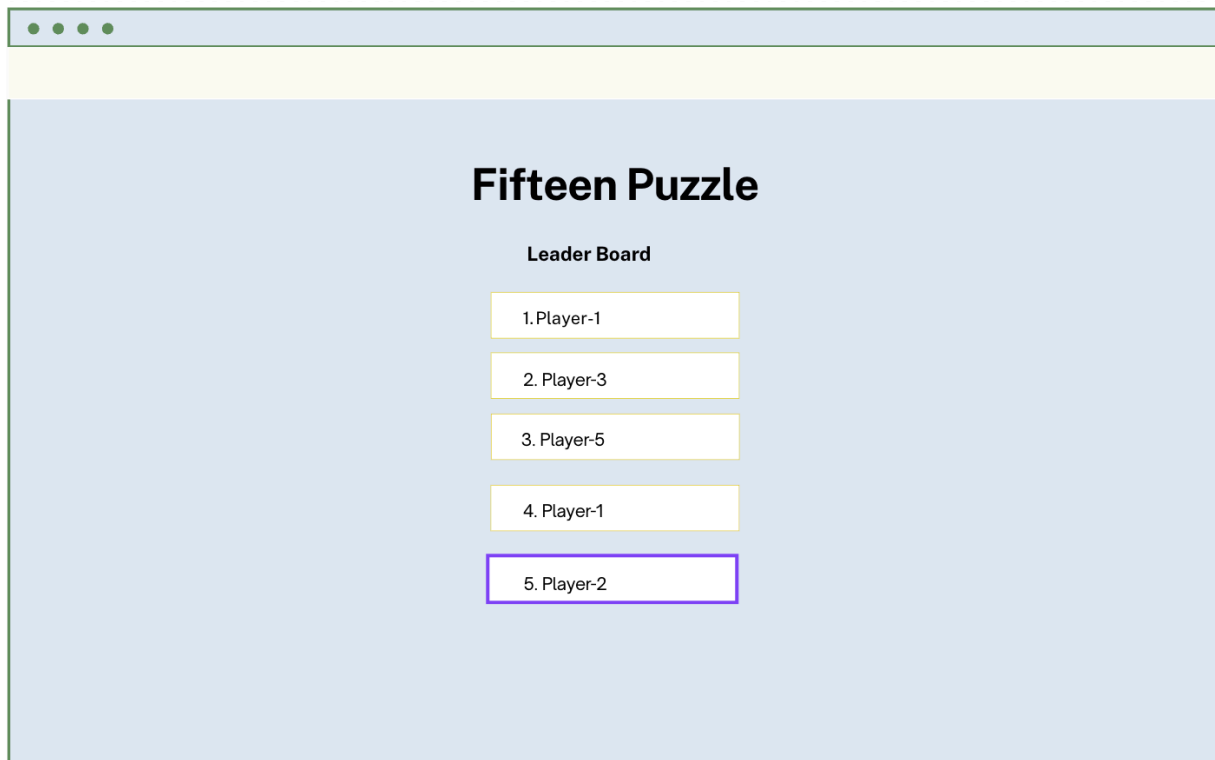 Fifteen Puzzle
Leader Board
1. Player-1
2. Player-3
3. Player-5
4. Player-1
5. Player-2